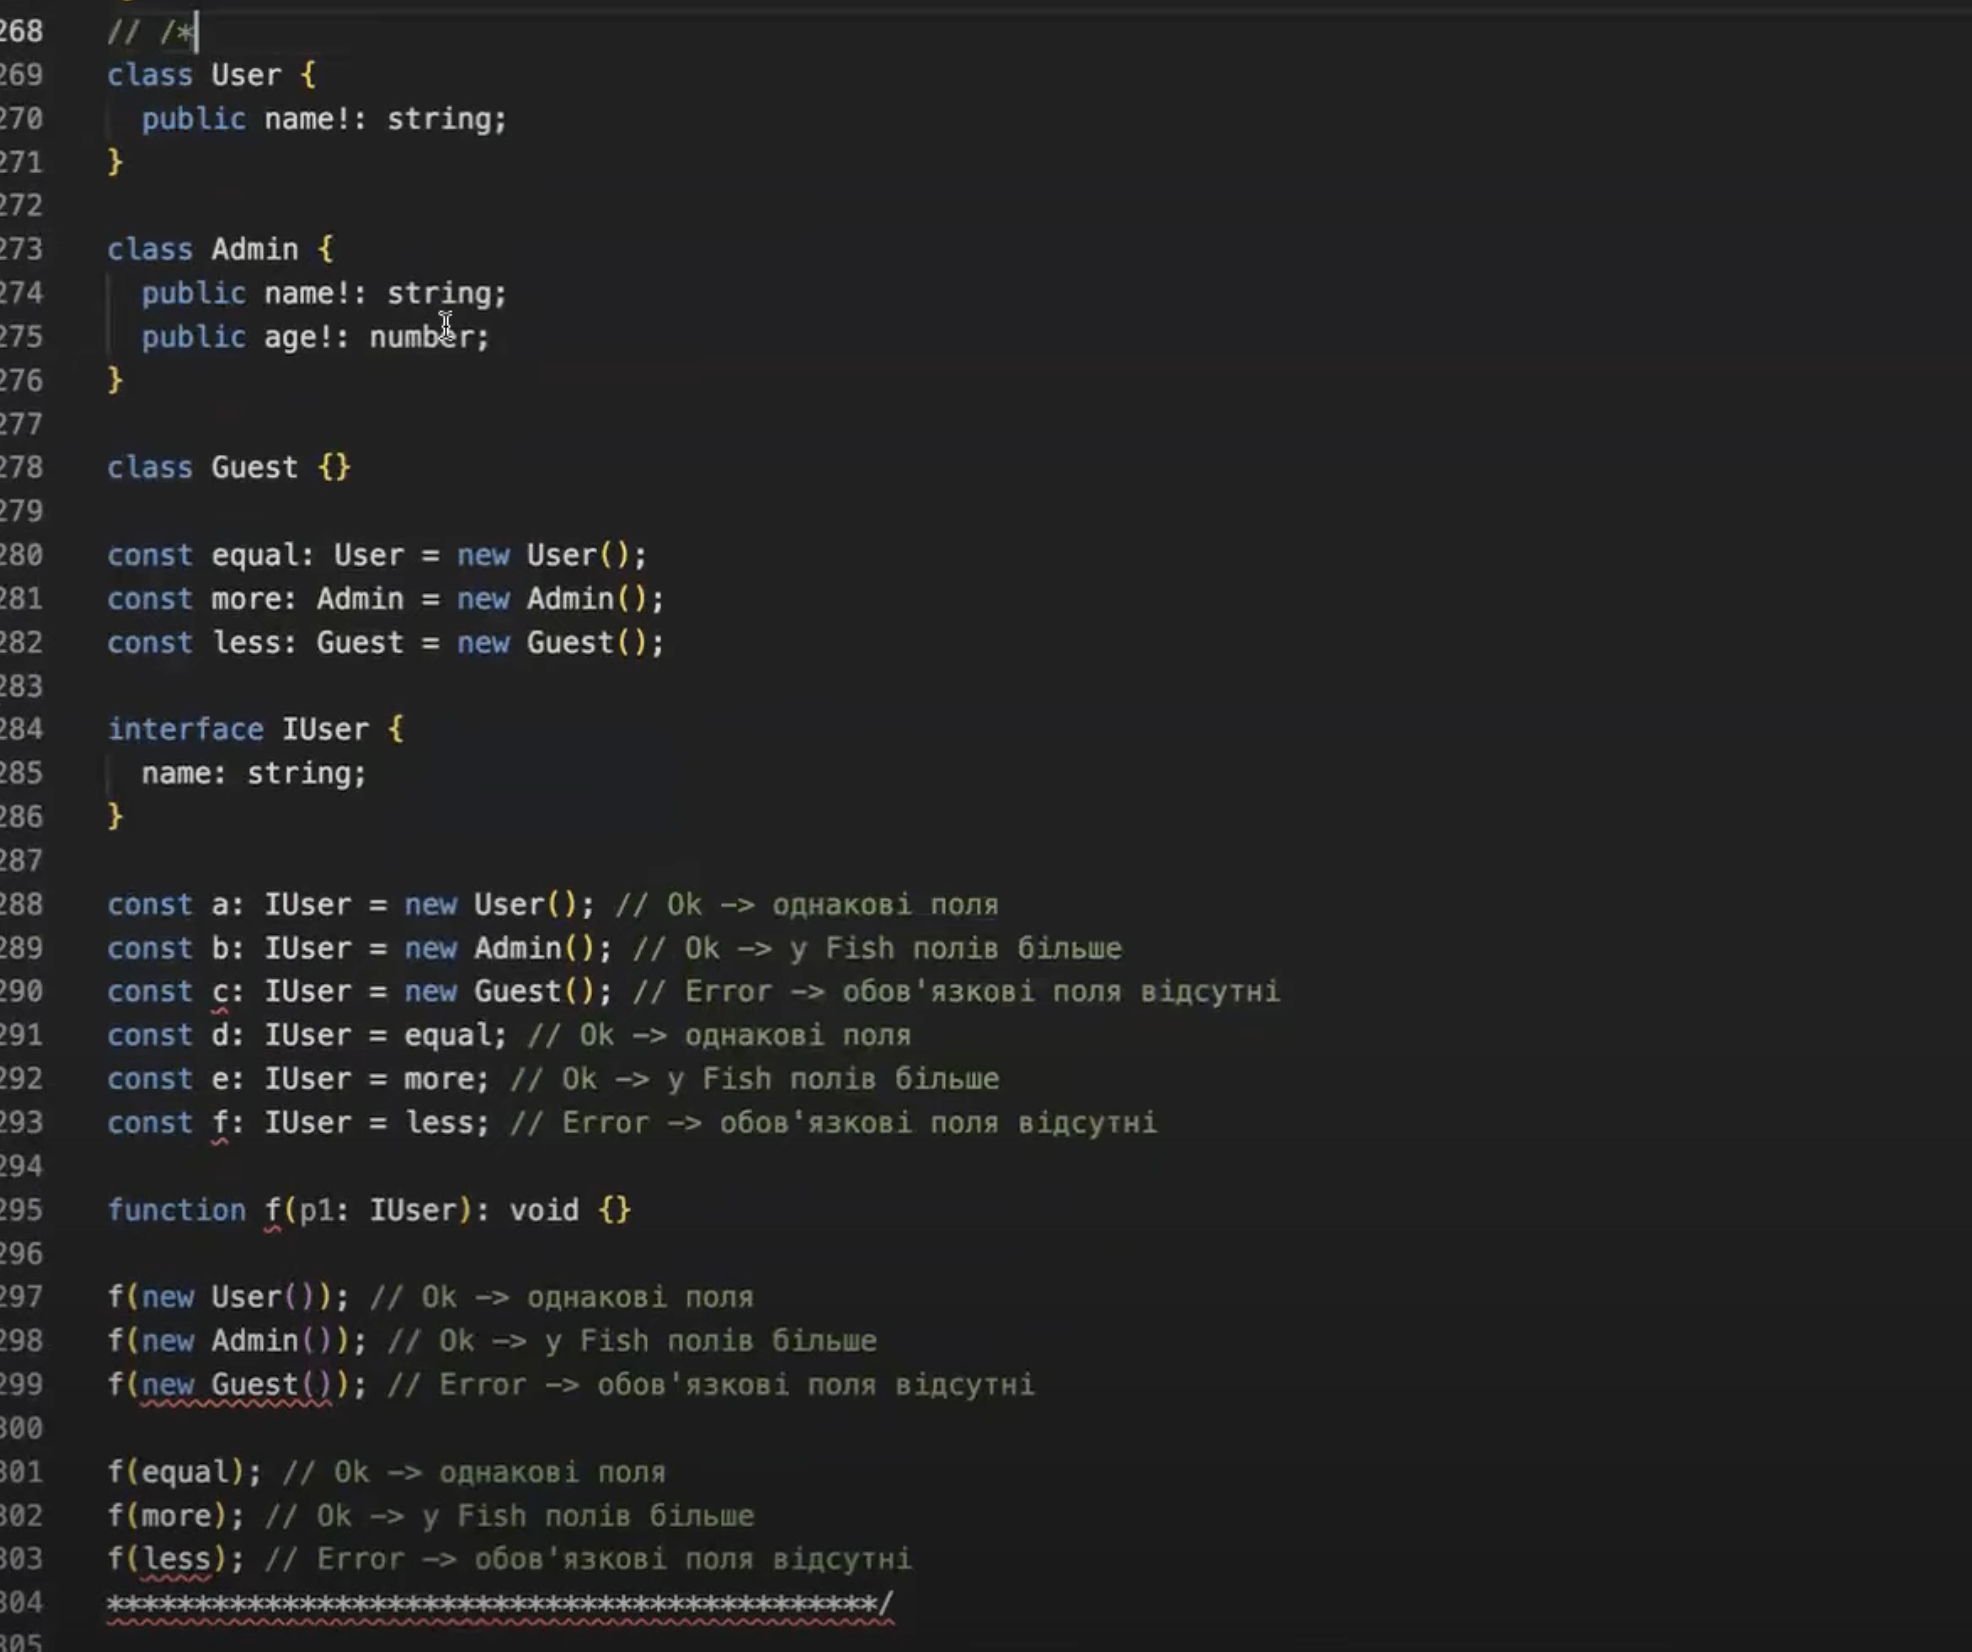 268 // /*
269 class User {
270 public name!: string;
271 }
272
273 class Admin {
274 public name!: string;
275 public age!: number;
276 }
277
278 class Guest {}
279
280 const equal: User = new User();
281 const more: Admin = new Admin();
282 const less: Guest = new Guest();
283
284 interface IUser {
285 name: string;
286 }
287
288 const a: IUser = new User(); // Ok -> однакові поля
289 const b: IUser = new Admin(); // Ok -> у Fish полів більше
290 const c: IUser = new Guest(); // Error -> обов'язкові поля відсутні
291 const d: IUser = equal; // Ok -> однакові поля
292 const e: IUser = more; // Ok -> у Fish полів більше
293 const f: IUser = less; // Error -> обов'язкові поля відсутні
294
295 function f(p1: IUser): void {}
296
297 f(new User()); // Ok -> однакові поля
298 f(new Admin()); // Ok -> у Fish полів більше
299 f(new Guest()); // Error -> обов'язкові поля відсутні
300
301 f(equal); // Ok -> однакові поля
302 f(more); // Ok -> у Fish полів більше
303 f(less); // Error -> обов'язкові поля відсутні
304 ********************************************/
305